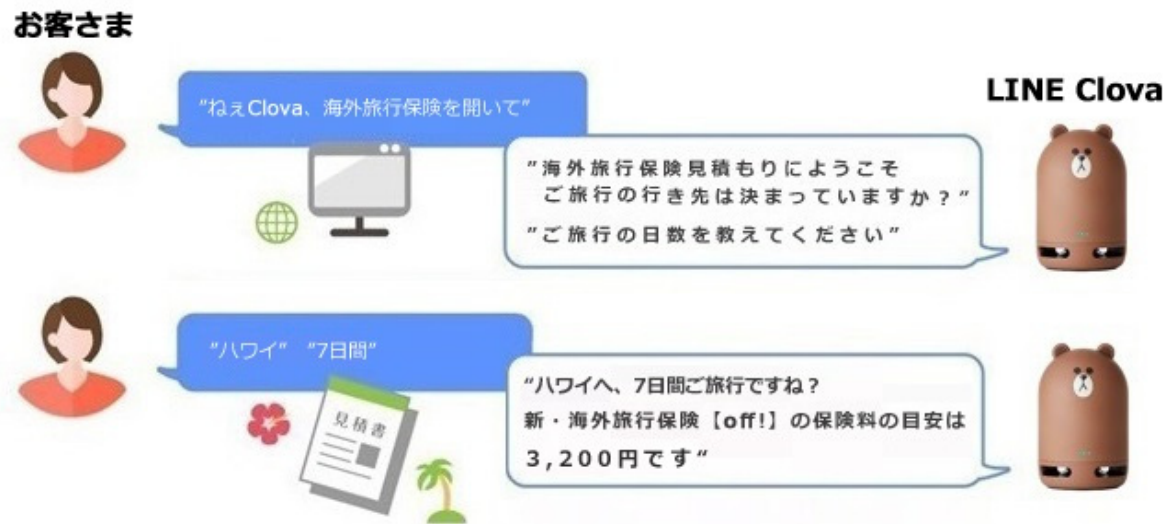 お客さま
LINE Clova
"ねぇClova、海外旅行保険を開いて"
"海外旅行保険見積もりにようこそ
ご旅行の行き先は決まっていますか?"
"ご旅行の日数を教えてください"
"ハワイ" "7日間"
見積書
"ハワイへ、7日間ご旅行ですね?
新・海外旅行保険【off!】の保険料の目安は
3,200円です"